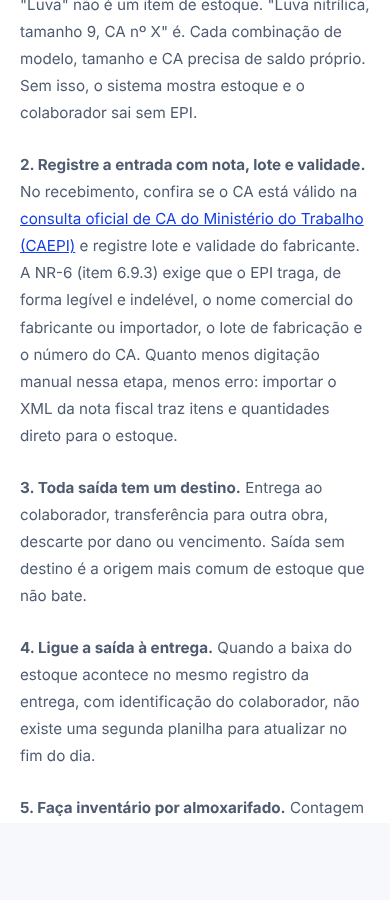 "Luva" não é um item de estoque. "Luva nitrílica,
tamanho 9, CA nº X" é. Cada combinação de
modelo, tamanho e CA precisa de saldo próprio.
Sem isso, o sistema mostra estoque e o
colaborador sai sem EPI.
2. Registre a entrada com nota, lote e validade.
No recebimento, confira se o CA está válido na
consulta oficial de CA do Ministério do Trabalho
(CAEPI) e registre lote e validade do fabricante.
A NR-6 (item 6.9.3) exige que o EPI traga, de
forma legível e indelével, o nome comercial do
fabricante ou importador, o lote de fabricação e
o número do CA. Quanto menos digitação
manual nessa etapa, menos erro: importar o
XML da nota fiscal traz itens e quantidades
direto para o estoque.
3. Toda saída tem um destino. Entrega ao
colaborador, transferência para outra obra,
descarte por dano ou vencimento. Saída sem
destino é a origem mais comum de estoque que
não bate.
4. Ligue a saída à entrega. Quando a baixa do
estoque acontece no mesmo registro da
entrega, com identificação do colaborador, não
existe uma segunda planilha para atualizar no
fim do dia.
5. Faça inventário por almoxarifado. Contagem